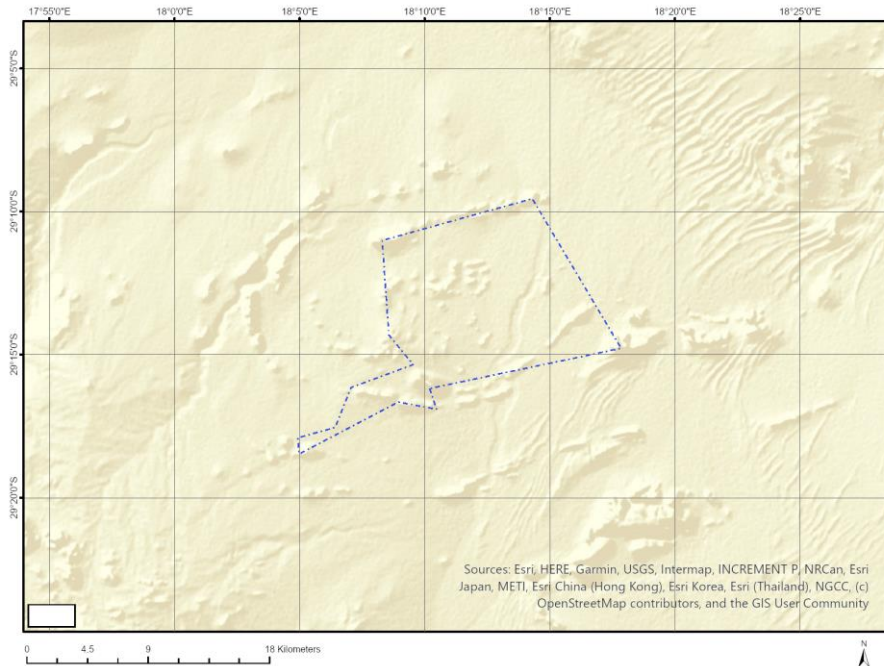 17°55'0"E 18°0'0"E 18°5'0"E 18°10'0"E 18°15'0"E 18°20'0"E 18°25'0"E
29°5'0"S
29°10'0"S
29°15'0"S
29°20'0"S
Sources: Esri, HERE, Garmin, USGS, Intermap, INCREMENT P, NRCan, Esri
Japan, METI, Esri China (Hong Kong), Esri Korea, Esri (Thailand), NGCC, (c)
OpenStreetMap contributors, and the GIS User Community
0 4.5 9 18 Kilometers
N